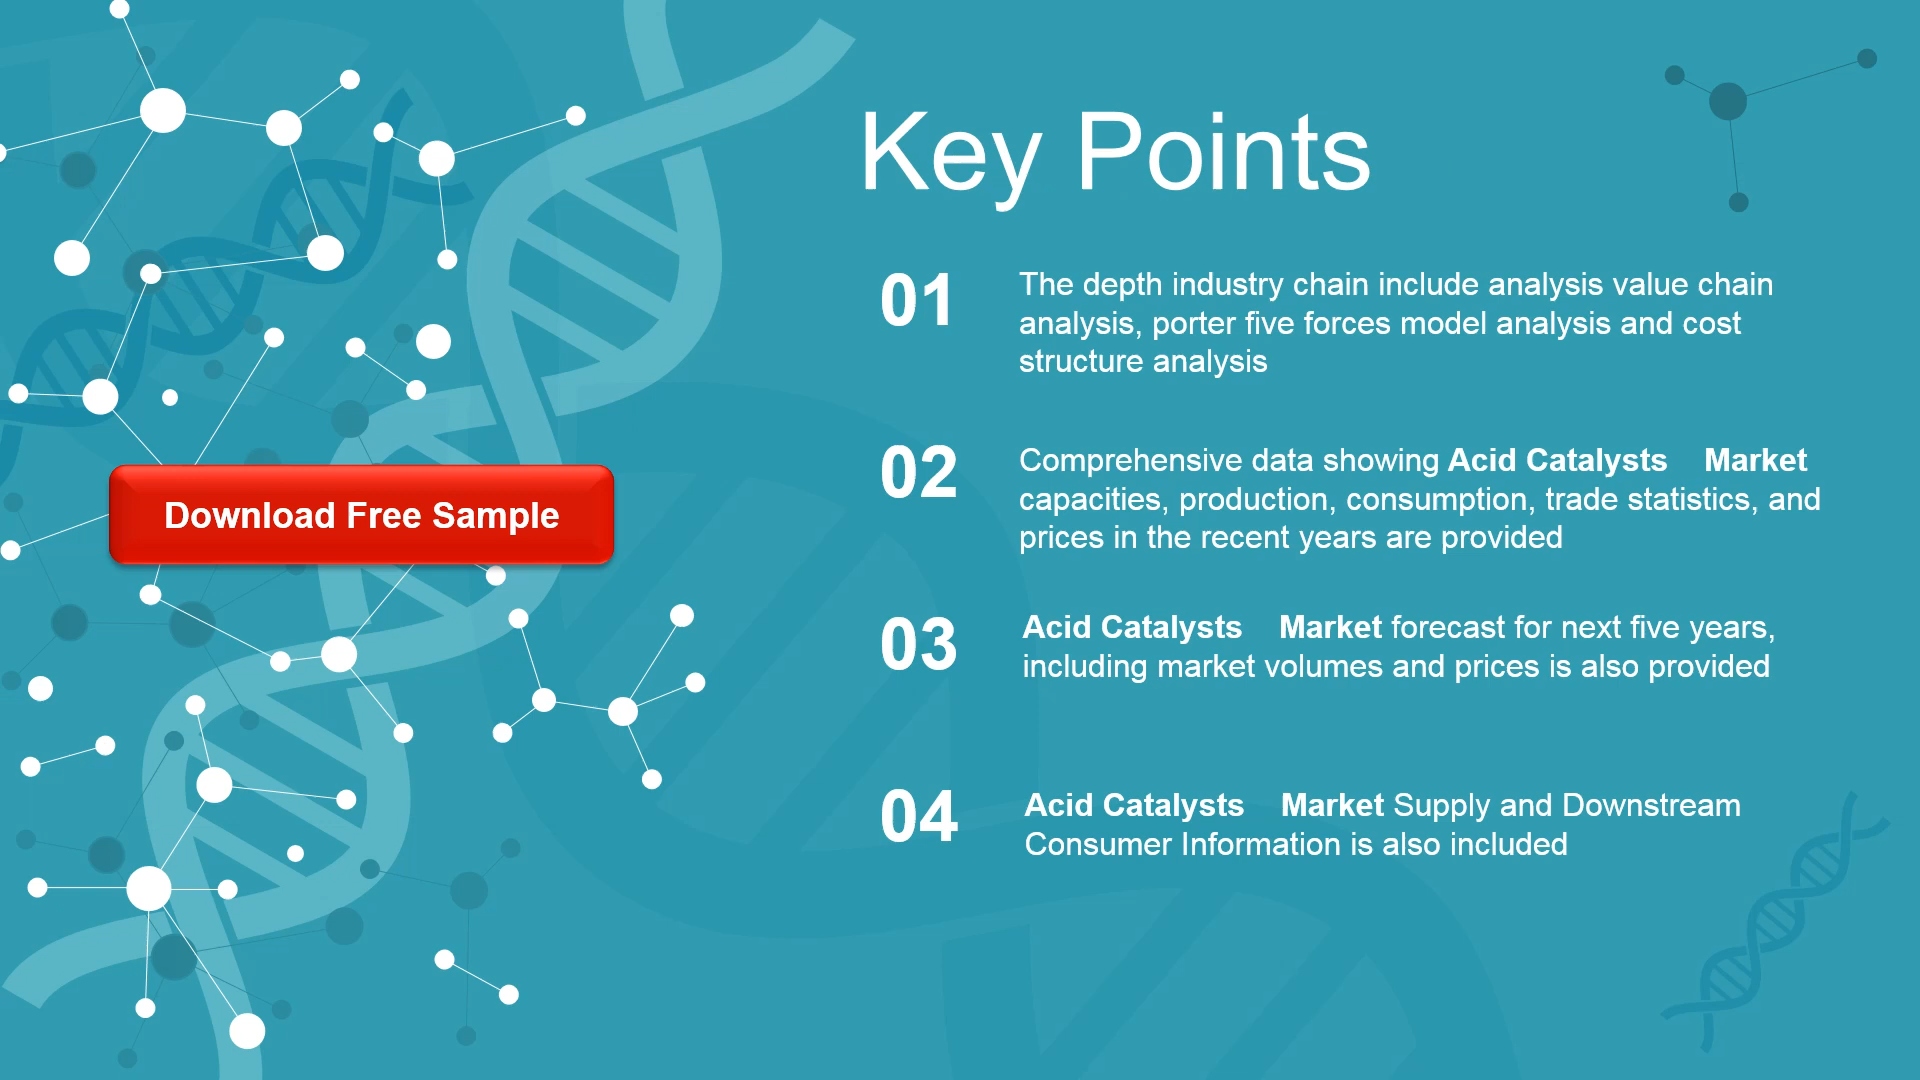 Key Points
01
The depth industry chain include analysis value chain
analysis, porter five forces model analysis and cost
structure analysis
02
Comprehensive data showing Acid Catalysts Market
capacities, production, consumption, trade statistics, and
prices in the recent years are provided
Download Free Sample
03
Acid Catalysts Market forecast for next five years,
including market volumes and prices is also provided
04
Acid Catalysts Market Supply and Downstream
Consumer Information is also included